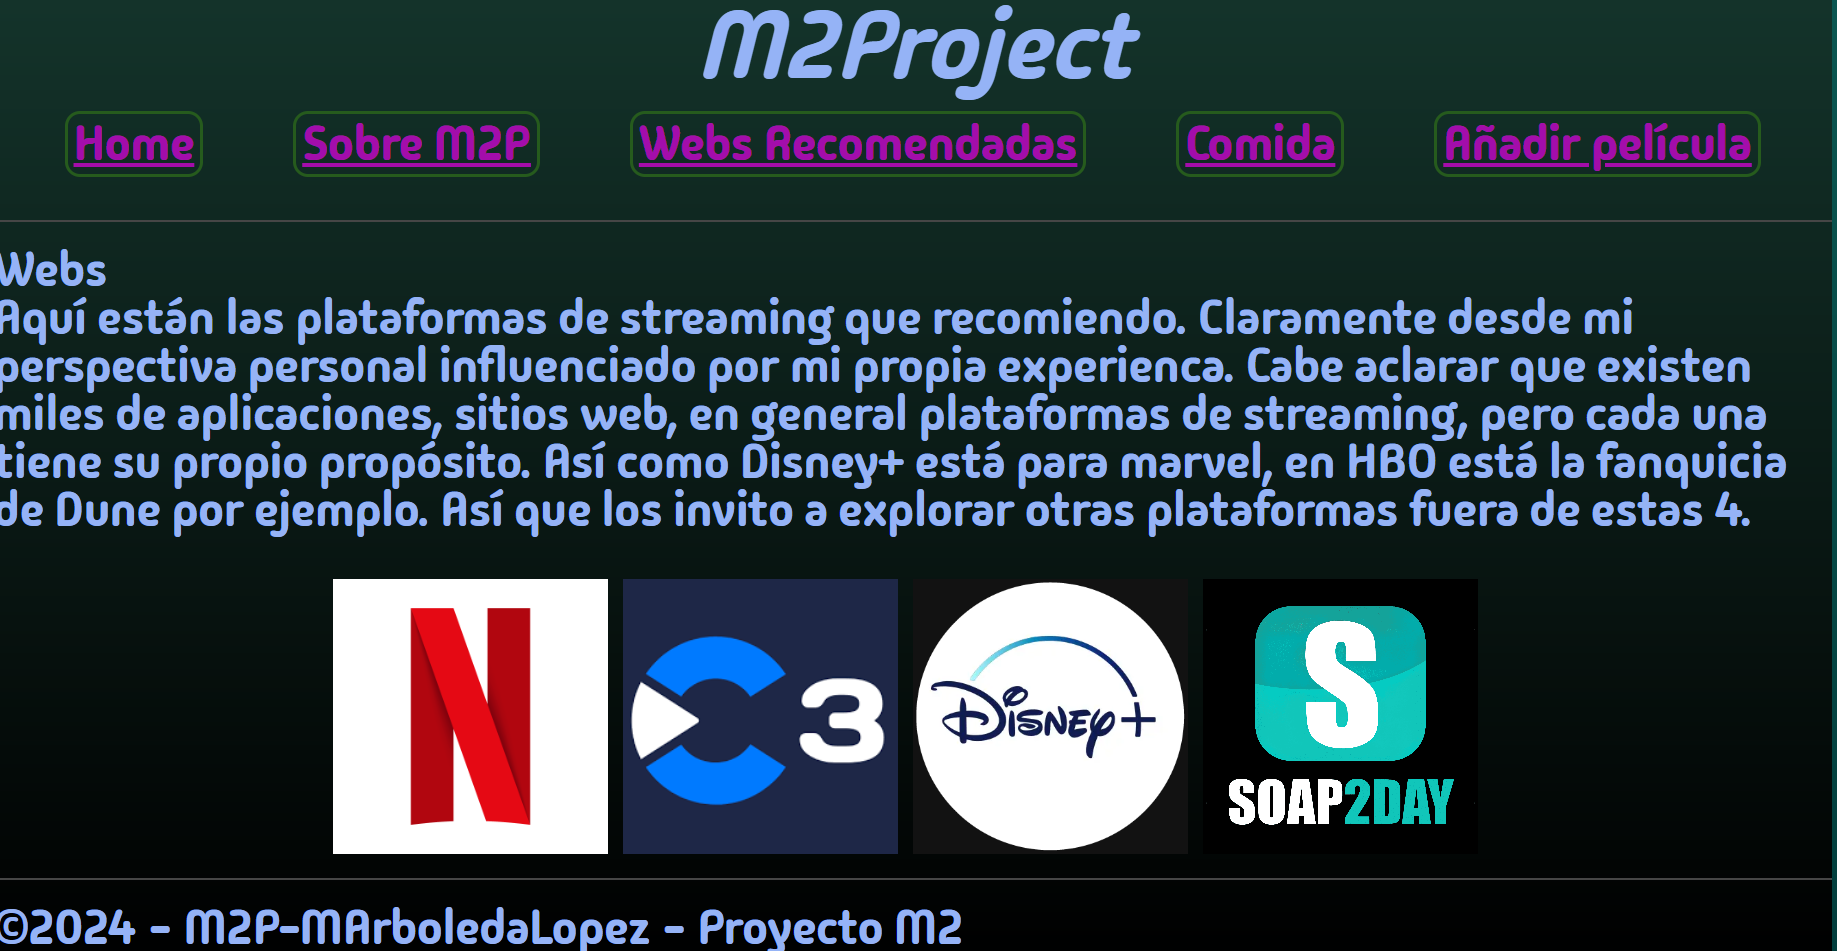 M2Project
Home Sobre M2P Webs Recomendadas Comida Añadir película
Webs
Aquí están las plataformas de streaming que recomiendo. Claramente desde mi
perspectiva personal influenciado por mi propia experienca. Cabe aclarar que existen
miles de aplicaciones, sitios web, en general plataformas de streaming, pero cada una
tiene su propio propósito. Así como Disney+ está para marvel, en HBO está la fanquicia
de Dune por ejemplo. Así que los invito a explorar otras plataformas fuera de estas 4.
N
3
Disney+
S
SOAP2DAY
©2024 - M2P-MArboledaLopez - Proyecto M2